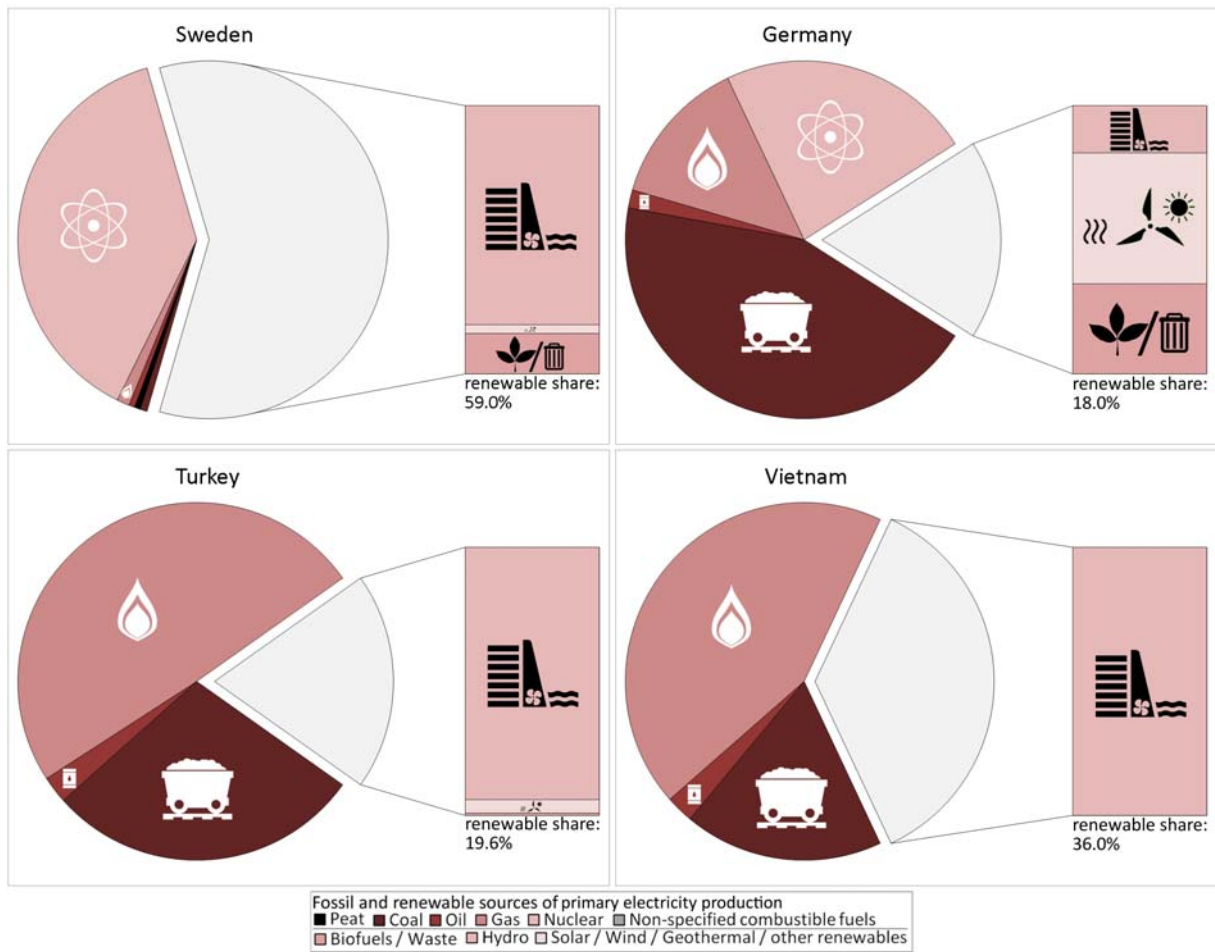 Sweden
renewable share:
59.0%
Germany
renewable share:
18.0%
Turkey
renewable share:
19.6%
Vietnam
renewable share:
36.0%
Fossil and renewable sources of primary electricity production
Peat Coal Oil Gas Nuclear Non-specified combustible fuels
Biofuels / Waste Hydro Solar / Wind / Geothermal / other renewables